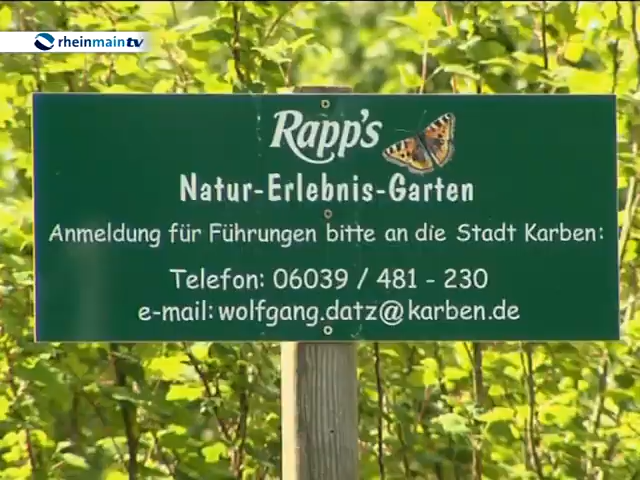 rheinmaintv
Rapp's
Natur-Erlebnis-Garten
Anmeldung für Führungen bitte an die Stadt Karben:
Telefon: 06039 / 481 - 230
e-mail: wolfgang.datz@karben.de